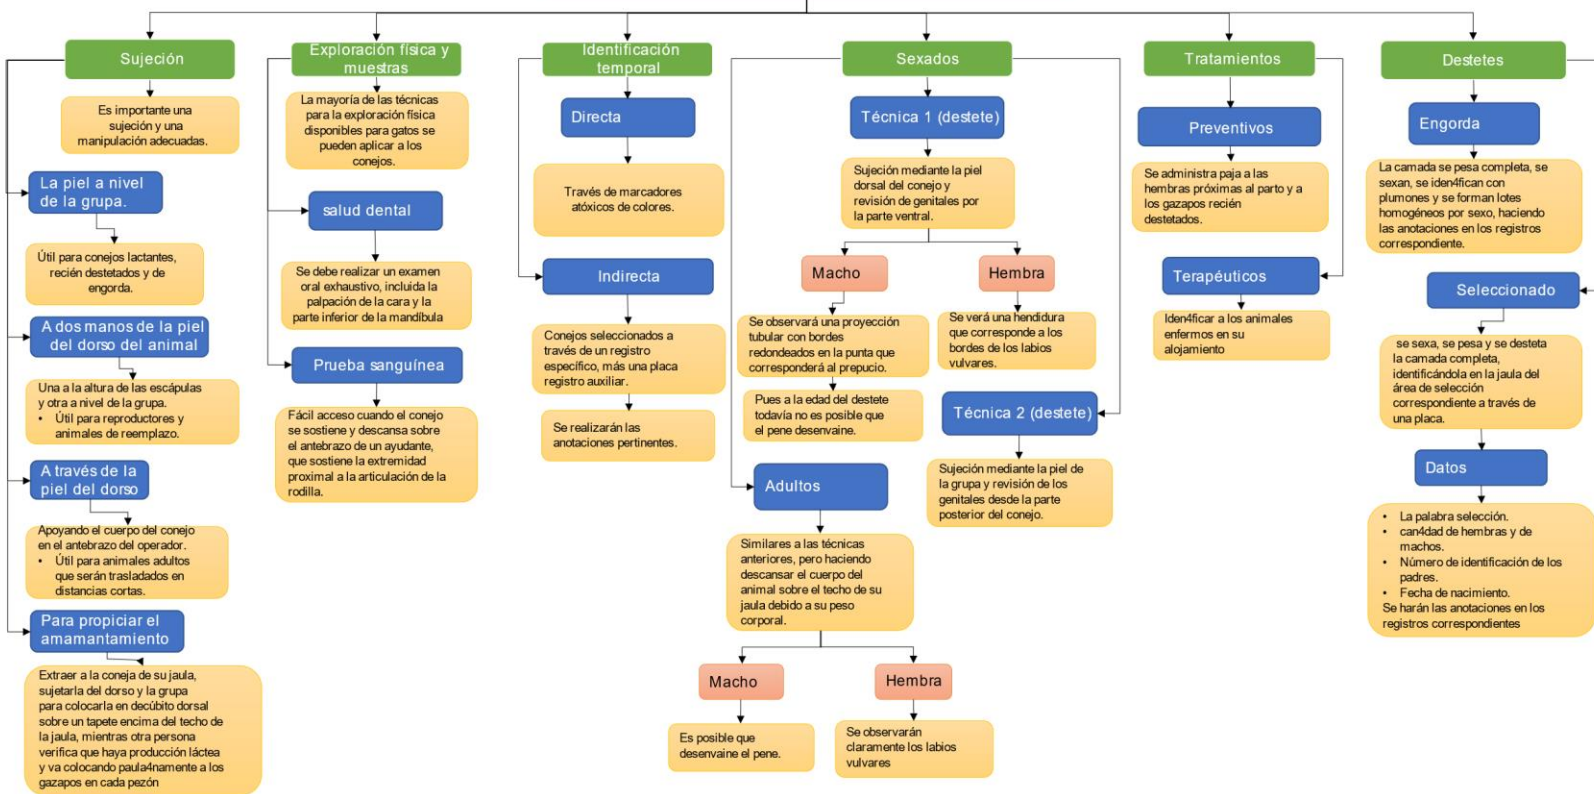 Sujeción
Es importante una
sujeción y una
manipulación adecuadas.
La piel a nivel
de la grupa.
Útil para conejos lactantes,
recién destetados y de
engorda.
A dos manos de la piel
del dorso del animal
Una a la altura de las escápulas
y otra a nivel de la grupa.
• Útil para reproductores y
animales de reemplazo.
A través de la
piel del dorso
Apoyando el cuerpo del conejo
en el antebrazo del operador.
• Útil para animales adultos
que serán trasladados en
distancias cortas.
Para propiciar el
amamantamiento
Extraer a la coneja de su jaula,
sujetarla del dorso y la grupa
para colocarla en decúbito dorsal
sobre un tapete encima del techo de
la jaula, mientras otra persona
verifica que haya producción láctea
y va colocando paula4namente a los
gazapos en cada pezón
Exploración física y
muestras
La mayoría de las técnicas
para la exploración física
disponibles para gatos se
pueden aplicar a los
conejos.
salud dental
Se debe realizar un examen
oral exhaustivo, incluida la
palpación de la cara y la
parte inferior de la mandíbula
Prueba sanguínea
Fácil acceso cuando el conejo
se sostiene y descansa sobre
el antebrazo de un ayudante,
que sostiene la extremidad
proximal a la articulación de la
rodilla.
Identificación
temporal
Directa
Través de marcadores
atóxicos de colores.
Indirecta
Conejos seleccionados a
través de un registro
específico, más una placa
registro auxiliar.
Se realizarán las
anotaciones pertinentes.
Sexados
Técnica 1 (destete)
Sujeción mediante la piel
dorsal del conejo y
revisión de genitales por
la parte ventral.
Macho
Se observará una proyección
tubular con bordes
redondeados en la punta que
corresponderá al prepucio.
Pues a la edad del destete
todavía no es posible que
el pene desenvaine.
Hembra
Se verá una hendidura
que corresponde a los
bordes de los labios
vulvares.
Técnica 2 (destete)
Sujeción mediante la piel de
la grupa y revisión de los
genitales desde la parte
posterior del conejo.
Adultos
Similares a las técnicas
anteriores, pero haciendo
descansar el cuerpo del
animal sobre el techo de su
jaula debido a su peso
corporal.
Macho
Es posible que
desenvaine el pene.
Hembra
Se observarán
claramente los labios
vulvares
Tratamientos
Preventivos
Se administra paja a las
hembras próximas al parto y a
los gazapos recién
destetados.
Terapéuticos
Iden4ficar a los animales
enfermos en su
alojamiento
Destetes
Engorda
La camada se pesa completa, se
sexan, se iden4fican con
plumones y se forman lotes
homogéneos por sexo, haciendo
las anotaciones en los registros
correspondiente.
Seleccionado
se sexa, se pesa y se desteta
la camada completa,
identificándola en la jaula del
área de selección
correspondiente a través de
una placa.
Datos
• La palabra selección.
• can4dad de hembras y de
machos.
• Número de identificación de los
padres.
• Fecha de nacimiento.
Se harán las anotaciones en los
registros correspondientes